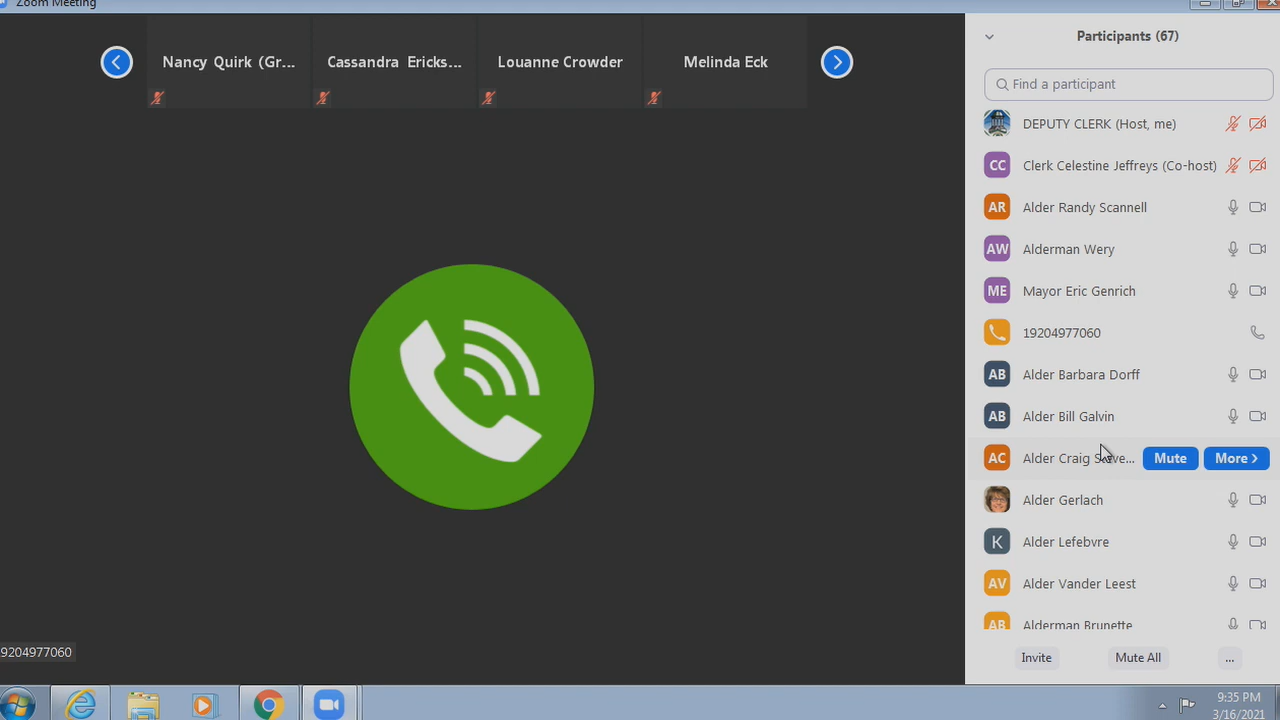 Zoom Meeting
Nancy Quirk (Gr...
Cassandra Ericks...
Louanne Crowder
Melinda Eck
9204977060
Participants (67)
Find a participant
DEPUTY CLERK (Host, me)
CC Clerk Celestine Jeffreys (Co-host)
AR Alder Randy Scannell
AW Alderman Wery
ME Mayor Eric Genrich
19204977060
AB Alder Barbara Dorff
AB Alder Bill Galvin
AC Alder Craig Steve... Mute More >
Alder Gerlach
K Alder Lefebvre
AV Alder Vander Leest
AB Alderman Brunette
Invite Mute All ...
9:35 PM
3/16/2021